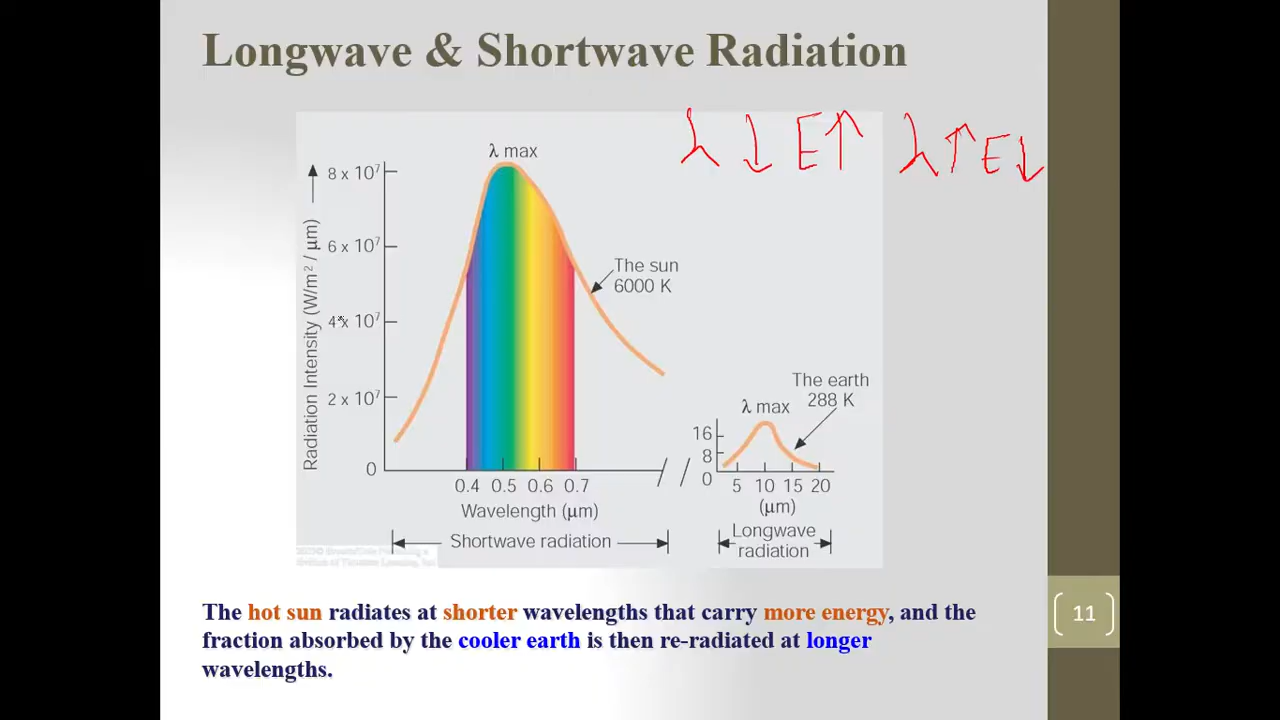 Longwave & Shortwave Radiation
λ ↓ E↑ λ↑E↓
λ max
8 x 10⁷
6 x 10⁷
4 x 10⁷
2 x 10⁷
0
Radiation Intensity (W/m² / μm)
The sun
6000 K
0.4 0.5 0.6 0.7
Wavelength (μm)
Shortwave radiation
The earth
288 K
λ max
16
8
0
5 10 15 20
(μm)
Longwave
radiation
The hot sun radiates at shorter wavelengths that carry more energy, and the
fraction absorbed by the cooler earth is then re-radiated at longer
wavelengths.
11